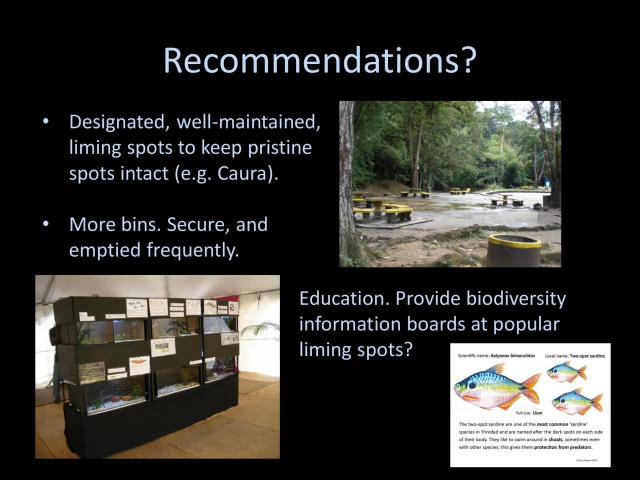 Recommendations?
• Designated, well-maintained,
liming spots to keep pristine
spots intact (e.g. Caura).
• More bins. Secure, and
emptied frequently.
Education. Provide biodiversity
information boards at popular
liming spots?
Scientific name: Astyanax bimaculatus Local name: Two-spot sardine
Full size: 15cm
The two-spot sardine are one of the most common 'sardine'
species in Trinidad and are named after the dark spots on each side
of their body. They like to swim around in shoals, sometimes even
with other species; this gives them protection from predators.